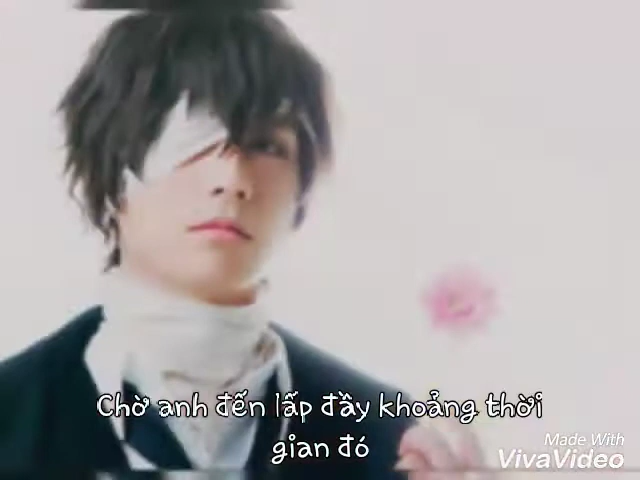 Chờ anh đến lấp đầy khoảng thời
gian đó
Made With
VivaVideo